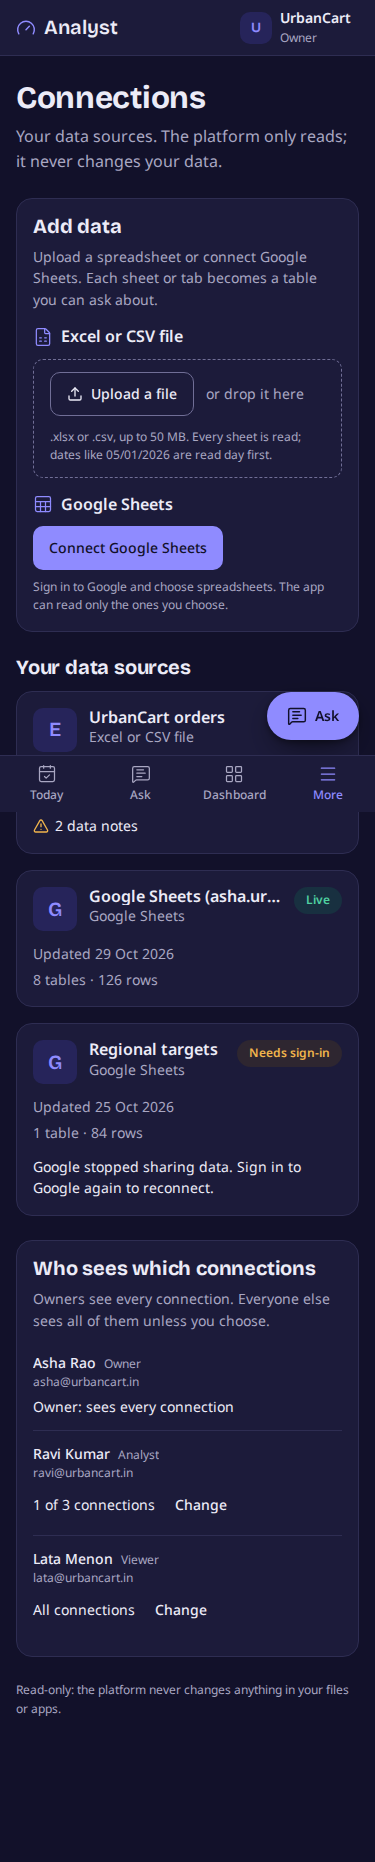 Analyst
U
UrbanCart
Owner
Connections
Your data sources. The platform only reads;
it never changes your data.
Add data
Upload a spreadsheet or connect Google
Sheets. Each sheet or tab becomes a table
you can ask about.
Excel or CSV file
Upload a file
or drop it here
.xlsx or .csv, up to 50 MB. Every sheet is read;
dates like 05/01/2026 are read day first.
Google Sheets
Connect Google Sheets
Sign in to Google and choose spreadsheets. The app
can read only the ones you choose.
Your data sources
E
UrbanCart orders
Excel or CSV file
Ask
Today
Ask
Dashboard
More
2 data notes
G
Google Sheets (asha.ur...
Live
Google Sheets
Updated 29 Oct 2026
8 tables · 126 rows
G
Regional targets
Needs sign-in
Google Sheets
Updated 25 Oct 2026
1 table · 84 rows
Google stopped sharing data. Sign in to
Google again to reconnect.
Who sees which connections
Owners see every connection. Everyone else
sees all of them unless you choose.
Asha Rao Owner
asha@urbancart.in
Owner: sees every connection
Ravi Kumar Analyst
ravi@urbancart.in
1 of 3 connections Change
Lata Menon Viewer
lata@urbancart.in
All connections Change
Read-only: the platform never changes anything in your files
or apps.